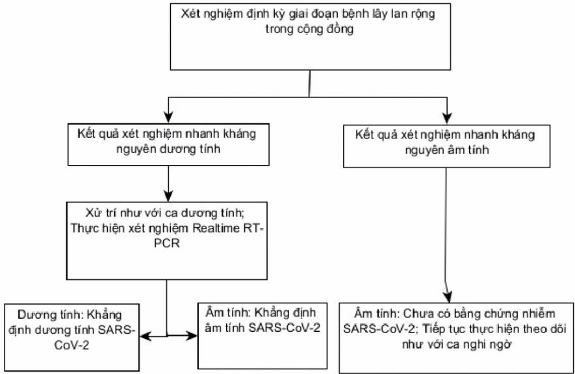 Xét nghiệm định kỳ giai đoạn bệnh lây lan rộng
trong cộng đồng
Kết quả xét nghiệm nhanh kháng
nguyên dương tính
Kết quả xét nghiệm nhanh kháng
nguyên âm tính
Xử trí như với ca dương tính;
Thực hiện xét nghiệm Realtime RT-
PCR
Dương tính: Khẳng
định dương tính SARS-
CoV-2
Âm tính: Khẳng định
âm tính SARS-CoV-2
Âm tính: Chưa có bằng chứng nhiễm
SARS-CoV-2; Tiếp tục thực hiện theo dõi
như với ca nghi ngờ